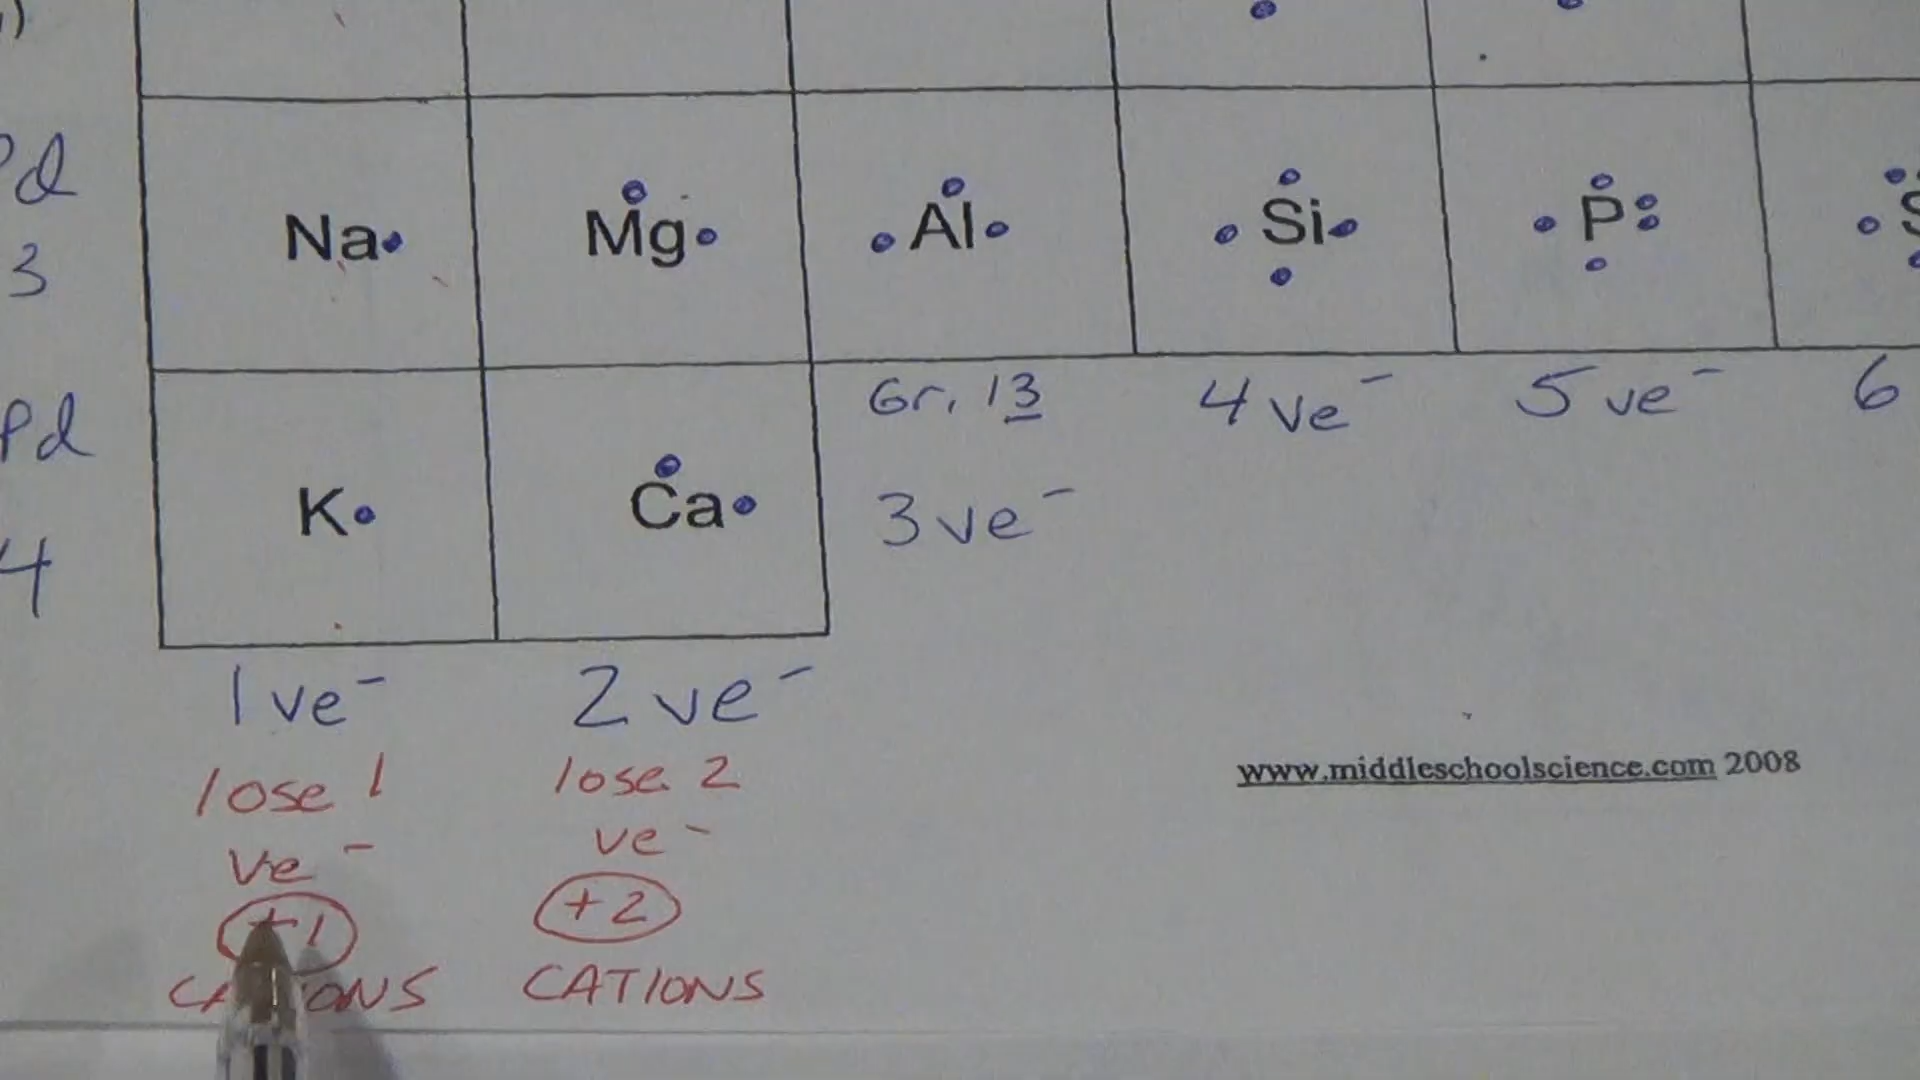 Pd
3
Na Mg Al Si P S
Pd
4
K Ca
Gr. 13
3 ve⁻
4 ve⁻
5 ve⁻
6
1 ve⁻
2 ve⁻
lose 1
ve⁻
+1
CATIONS
lose 2
ve⁻
+2
CATIONS
www.middleschoolscience.com 2008